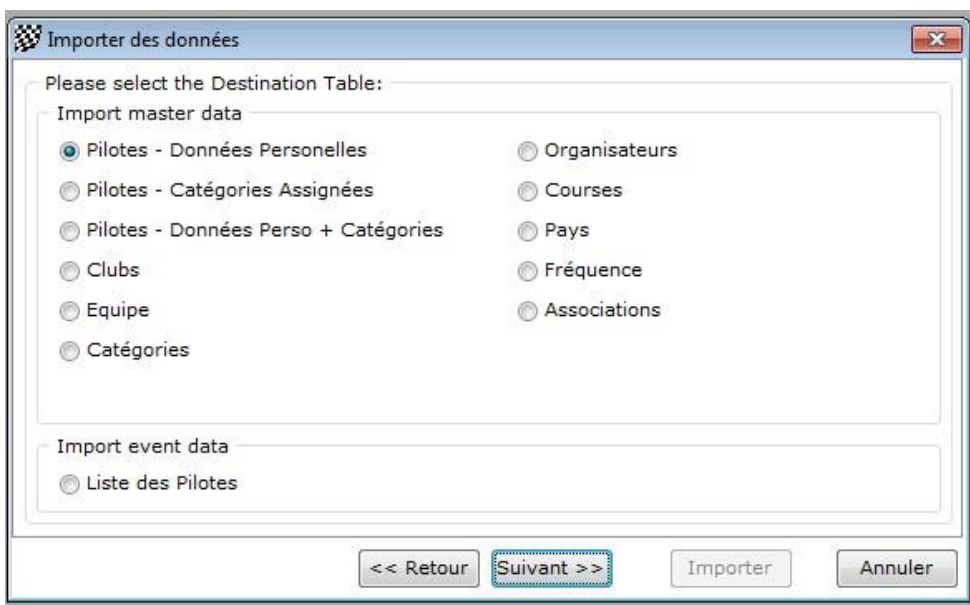 Importer des données
Please select the Destination Table:
Import master data
Pilotes - Données Personelles
Organisateurs
Pilotes - Catégories Assignées
Courses
Pilotes - Données Perso + Catégories
Pays
Clubs
Fréquence
Equipe
Associations
Catégories
Import event data
Liste des Pilotes
<< Retour
Suivant >>
Importer
Annuler